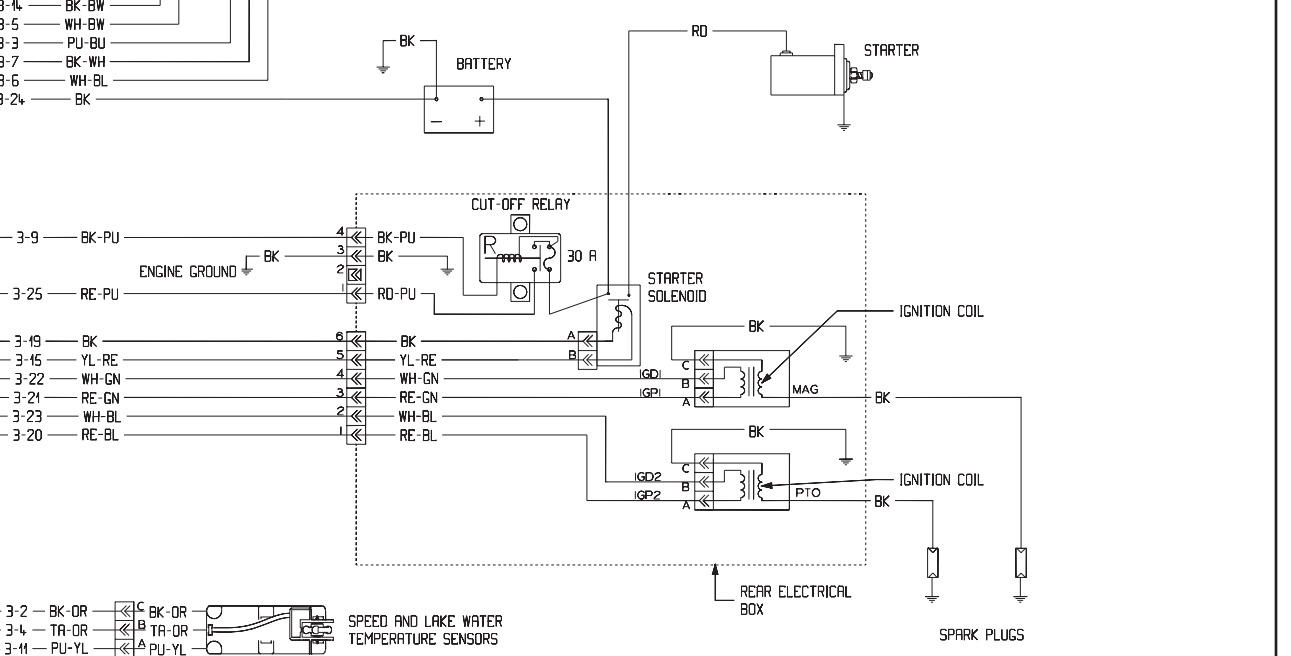 3-14 BK-BW
3-5 WH-BW
3-3 PU-BU
3-7 BK-WH
3-6 WH-BL
3-24 BK
BK
BATTERY
- +
RD
STARTER
CUT-OFF RELAY
R
30 A
3-9 BK-PU 4 BK-PU
BK 3 BK
ENGINE GROUND 2
3-25 RE-PU 1 RD-PU
STARTER
SOLENOID
3-19 BK 6 BK A
3-15 YL-RE 5 YL-RE B
3-22 WH-GN 4 WH-GN IGD1
3-21 RE-GN 3 RE-GN IGP1
3-23 WH-BL 2 WH-BL
3-20 RE-BL 1 RE-BL
BK
IGNITION COIL
C
B
A
MAG
BK
BK
IGD2
IGP2
C
B
A
IGNITION COIL
PTO
BK
REAR ELECTRICAL
BOX
SPARK PLUGS
3-2 BK-OR C BK-OR
3-4 TA-OR B TA-OR
3-11 PU-YL A PU-YL
SPEED AND LAKE WATER
TEMPERATURE SENSORS